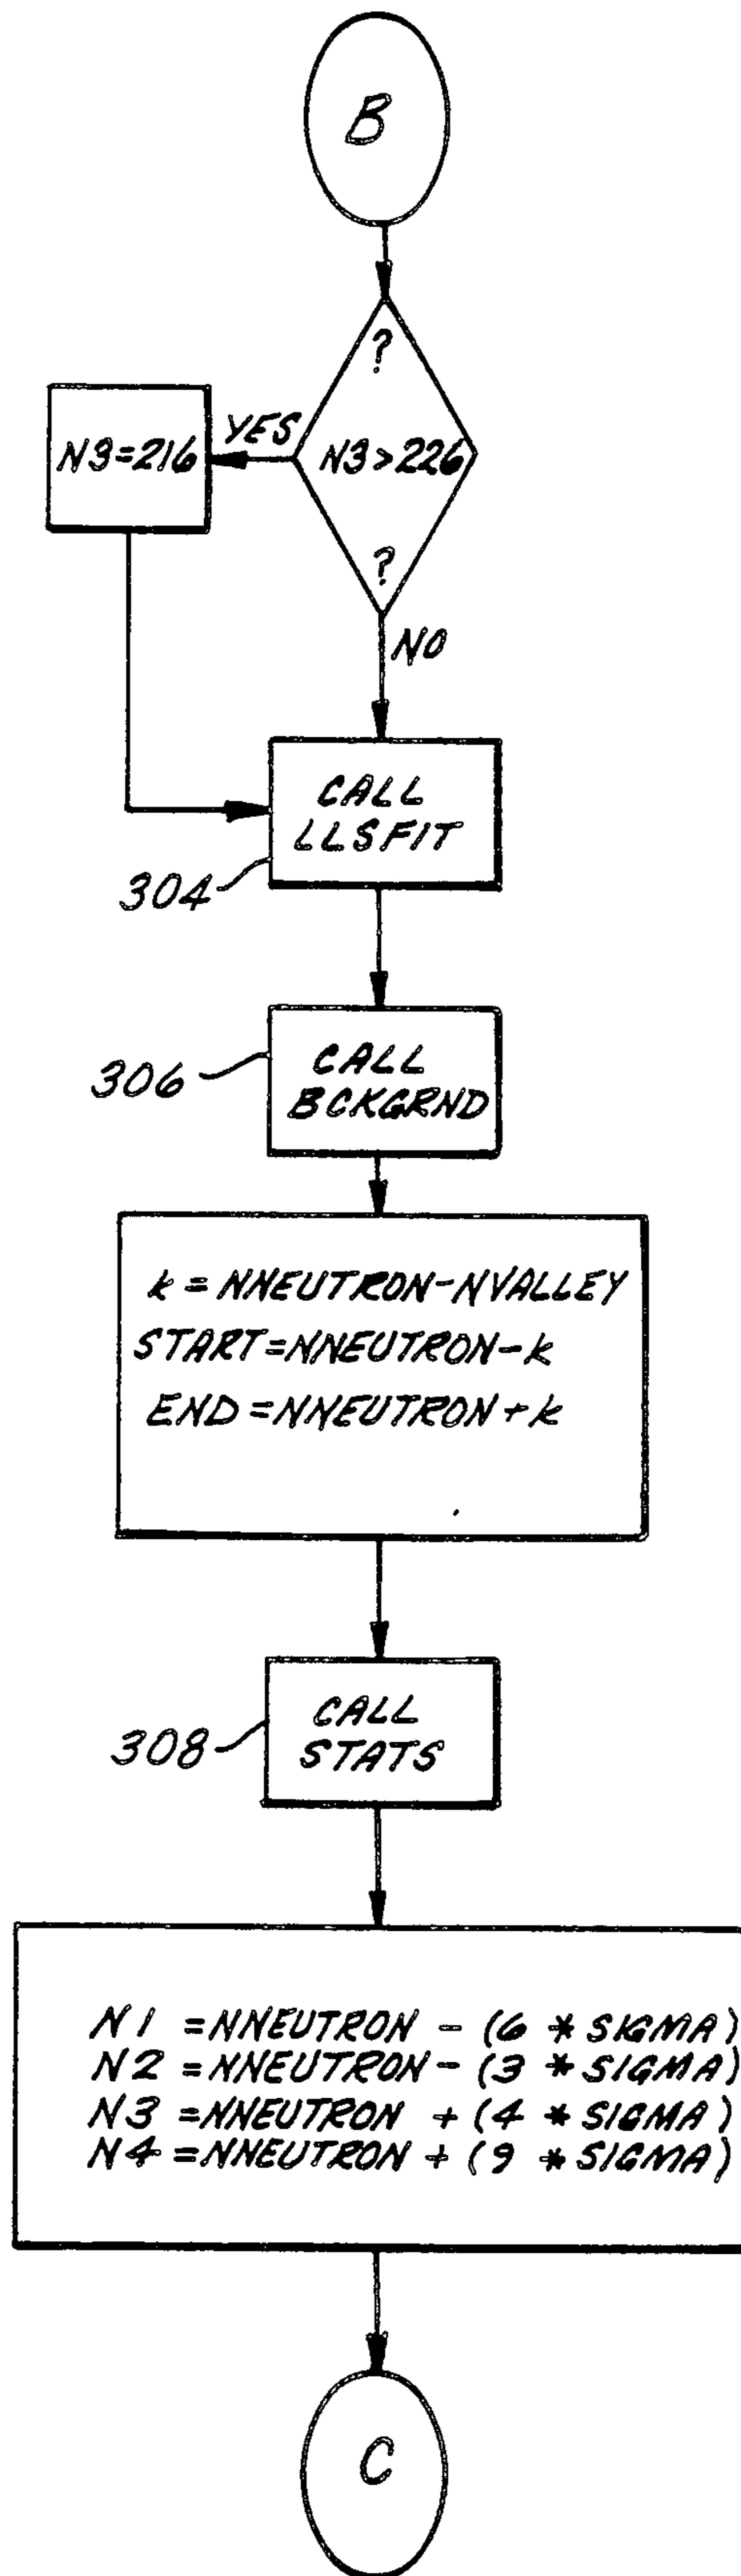 B
?
YES
N3=216
N3>226
?
NO
CALL
LLSFIT
304
CALL
BCKGRND
306
k = NNEUTRON-NVALLEY
START=NNEUTRON-k
END=NNEUTRON+k
CALL
STATS
308
N1 =NNEUTRON - (6 * SIGMA)
N2 =NNEUTRON - (3 * SIGMA)
N3 =NNEUTRON + (4 * SIGMA)
N4 =NNEUTRON + (9 * SIGMA)
C